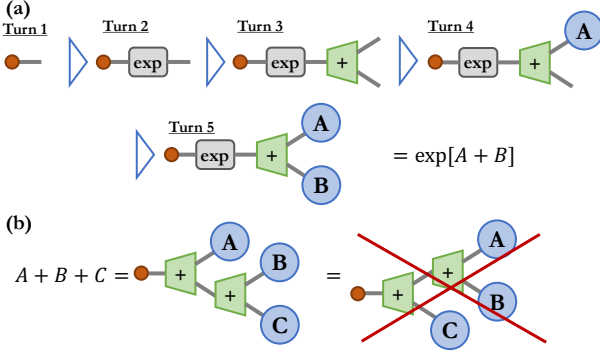 (a)
Turn 1
Turn 2
Turn 3
Turn 4
exp
exp +
exp + A
Turn 5
exp + A B = exp[A + B]
(b)
A + B + C = + A + B C = + + A B C